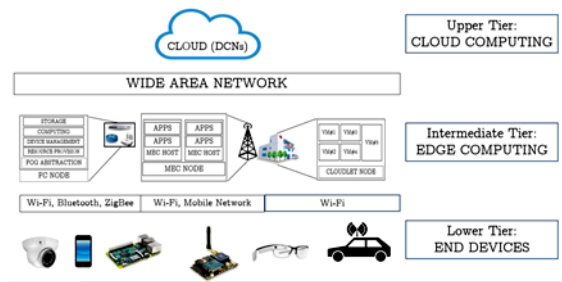 CLOUD (DCNs)
Upper Tier:
CLOUD COMPUTING
WIDE AREA NETWORK
STORAGE
COMPUTING
DEVICE MANAGEMENT
RESOURCE PROVISION
FOG ABSTRACTION
FC NODE
APPS APPS
APPS APPS
MEC HOST MEC HOST
MEC NODE
VM#1 VM#3 VM#5
VM#2 VM#4
CLOUDLET NODE
Intermediate Tier:
EDGE COMPUTING
Wi-Fi, Bluetooth, ZigBee
Wi-Fi, Mobile Network
Wi-Fi
Lower Tier:
END DEVICES